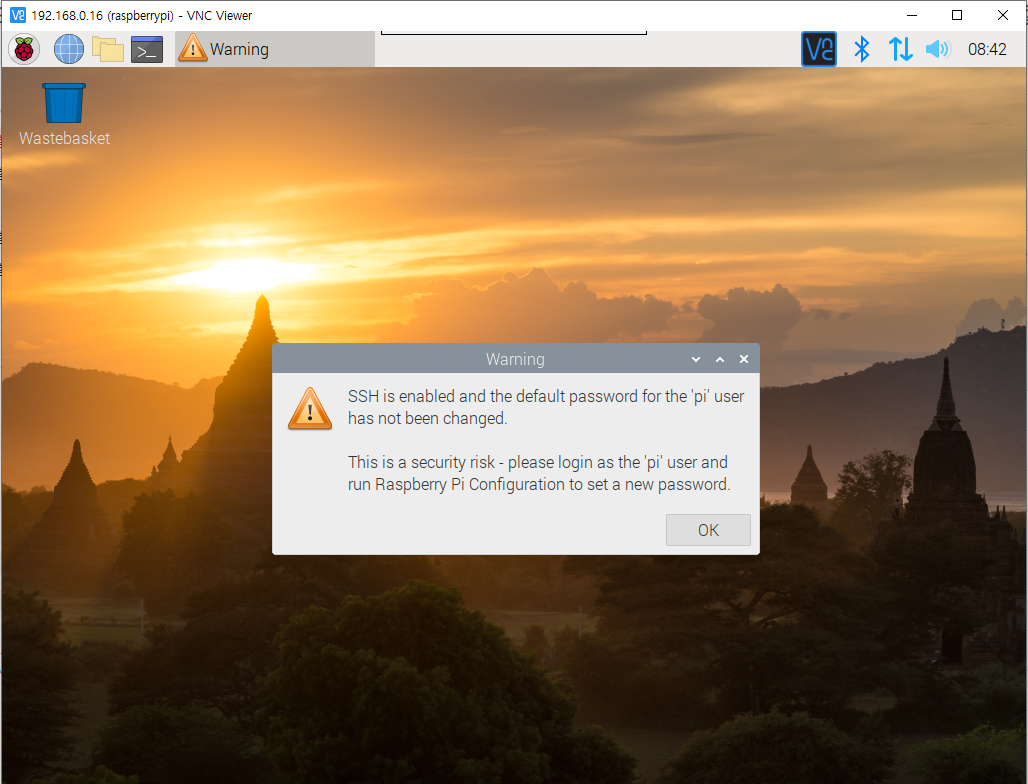 192.168.0.16 (raspberrypi) - VNC Viewer
Warning
08:42
Wastebasket
Warning
SSH is enabled and the default password for the 'pi' user
has not been changed.
This is a security risk - please login as the 'pi' user and
run Raspberry Pi Configuration to set a new password.
OK